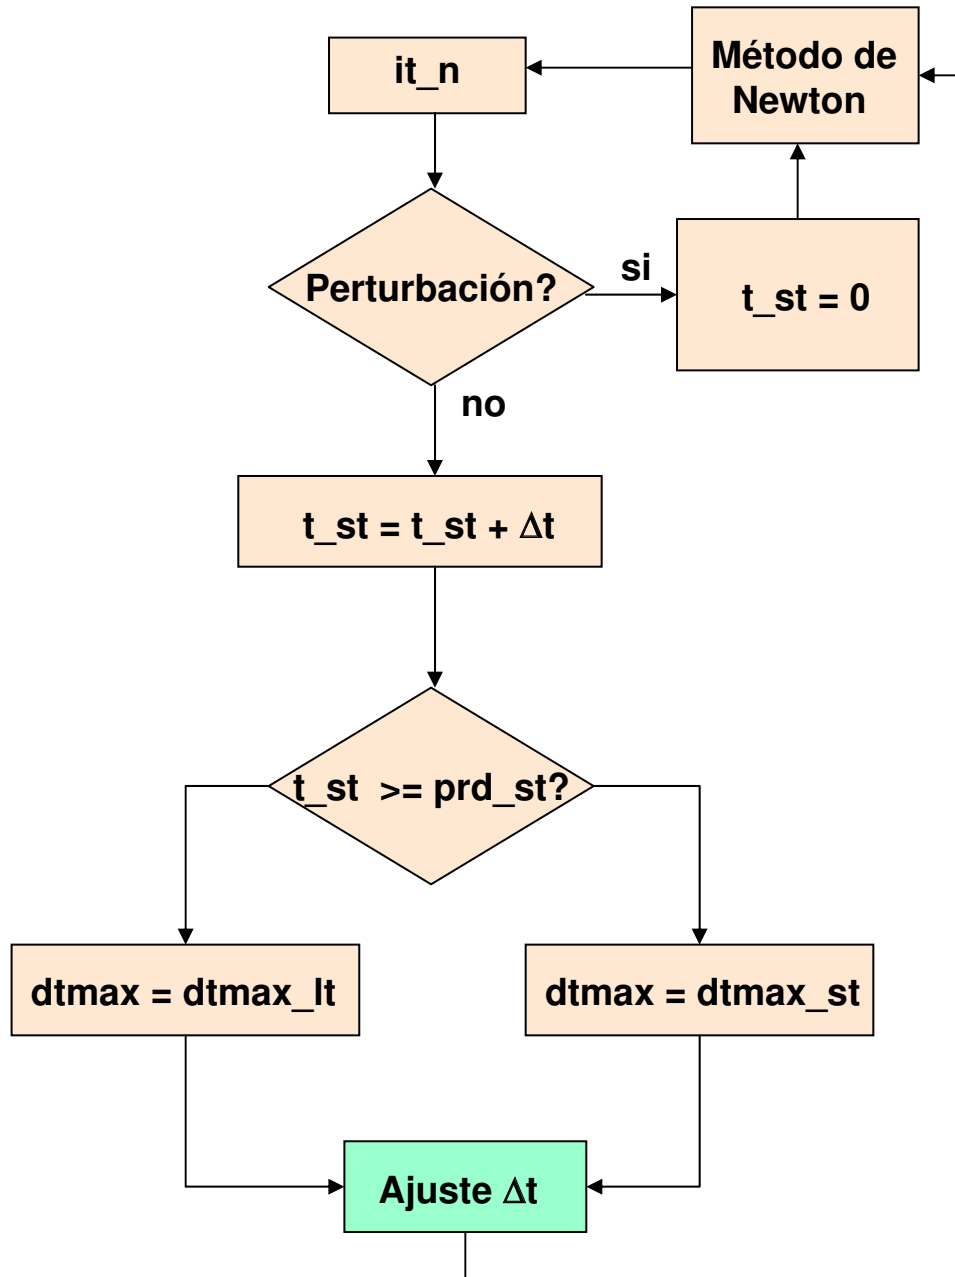 it_n
Método de
Newton
Perturbación?
si
t_st = 0
no
t_st = t_st + Δt
t_st >= prd_st?
dtmax = dtmax_lt
dtmax = dtmax_st
Ajuste Δt